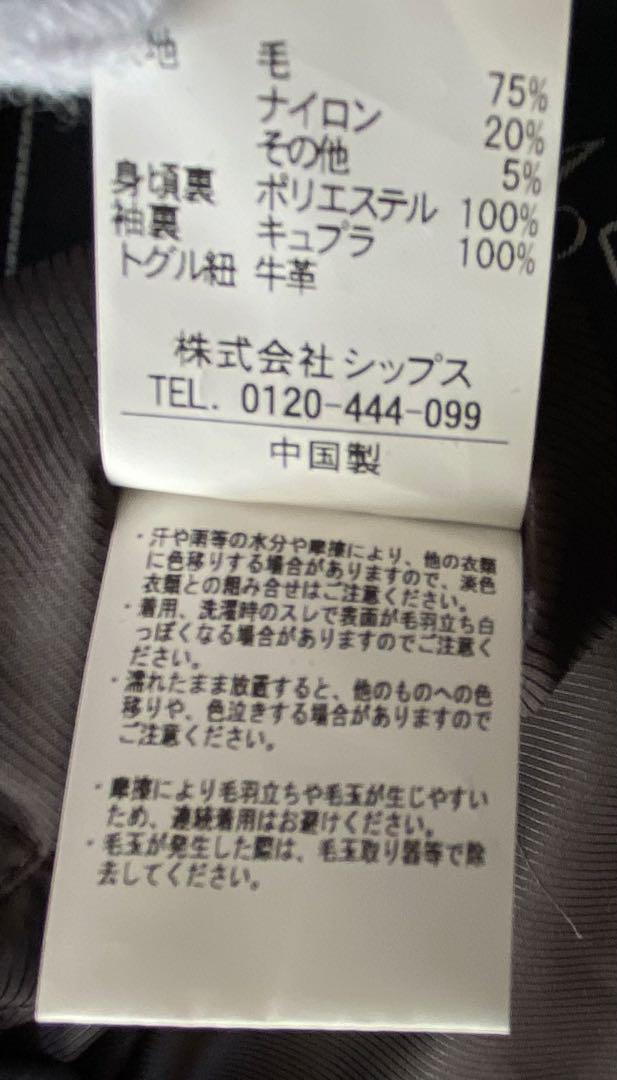 地 毛 75%
ナイロン 20%
その他 5%
身頃裏 ポリエステル 100%
袖裏 キュプラ 100%
トグル紐 牛革
株式会社 シップス
TEL. 0120-444-099
中国製
・汗や雨等の水分や摩擦により、他の衣類
に色移りする場合がありますので、淡色
衣類との組み合せはご注意ください。
・着用、洗濯時のスレで表面が毛羽立ち白
っぽくなる場合がありますのでご注意く
ださい。
・濡れたまま放置すると、他のものへの色
移りや、色泣きする場合がありますので
ご注意ください。
・摩擦により毛羽立ちや毛玉が生じやすい
ため、連続着用はお避けください。
・毛玉が発生した際は、毛玉取り器等で除
去してください。